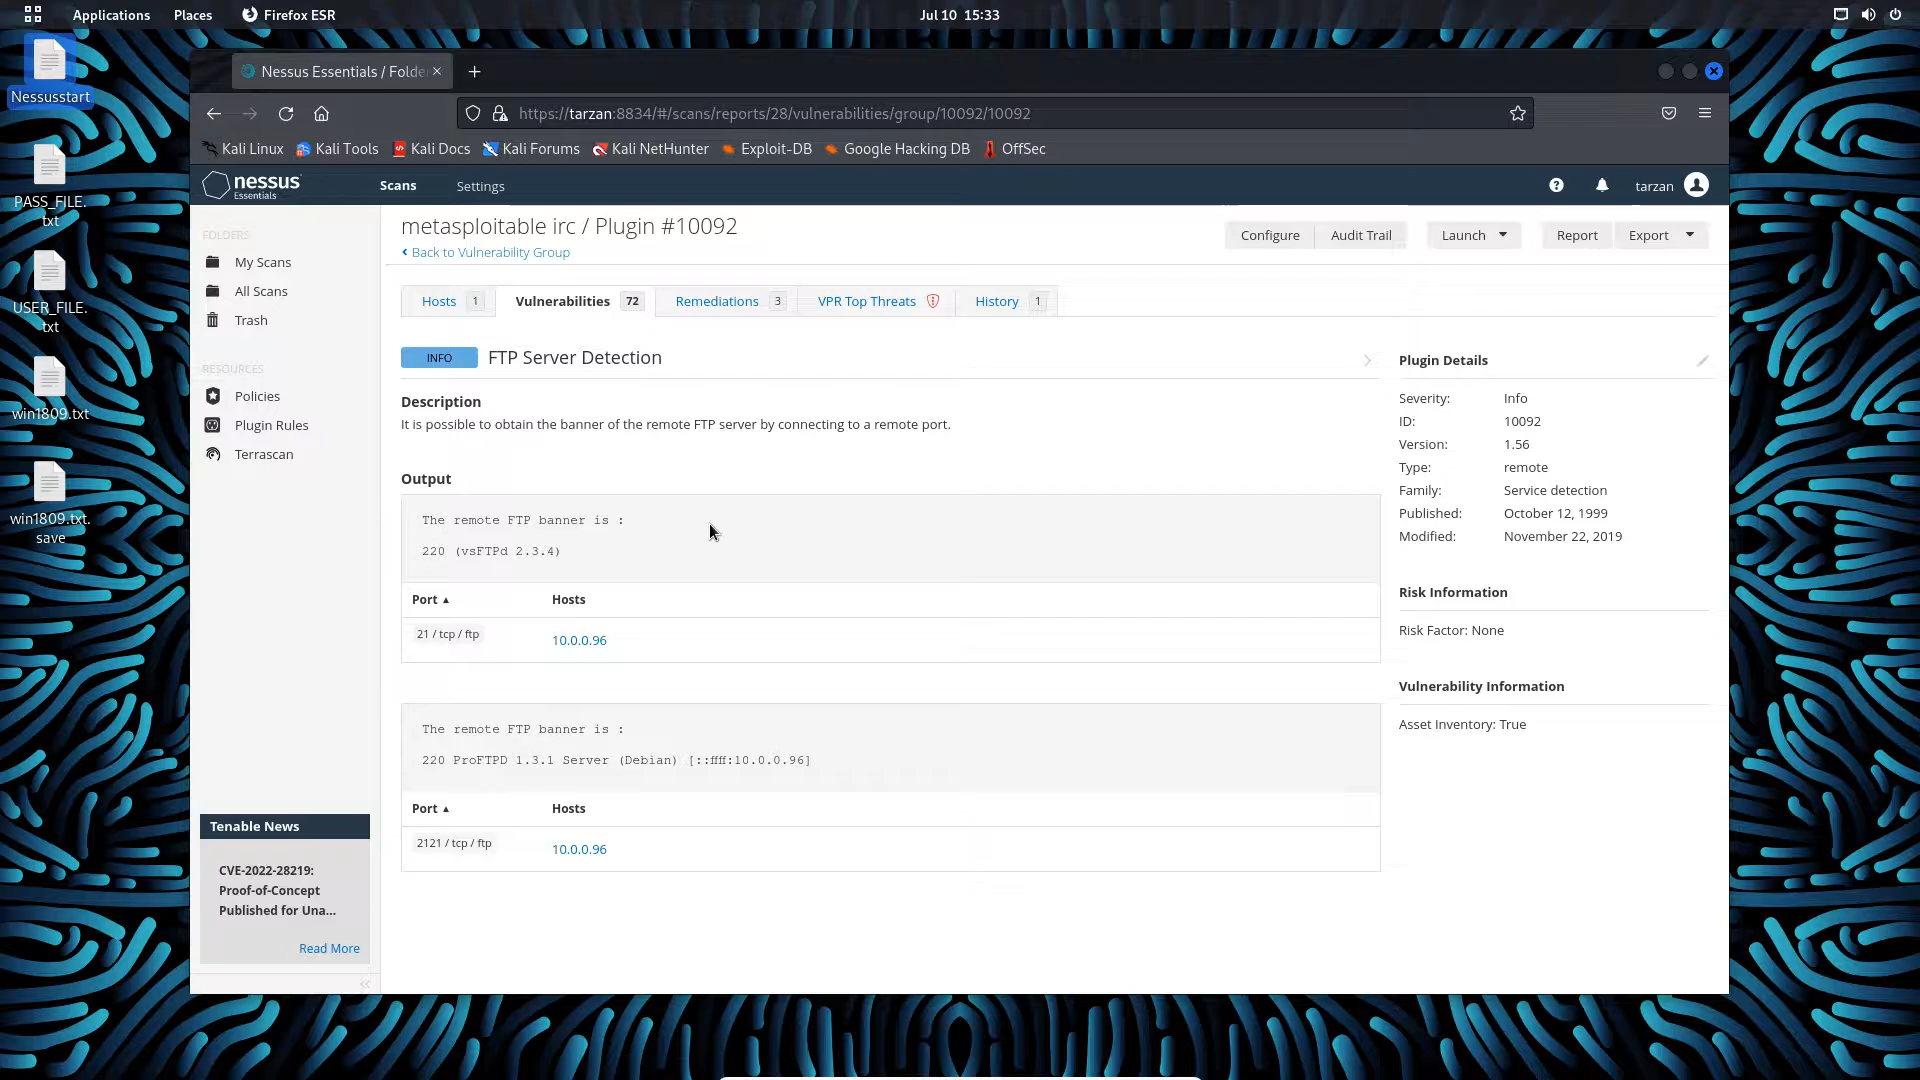 Applications Places Firefox ESR Jul 10 15:33
Nessusstart
PASS_FILE.
txt
USER_FILE.
txt
win1809.txt
win1809.txt.
save
Nessus Essentials / Folde
https://tarzan:8834/#/scans/reports/28/vulnerabilities/group/10092/10092
Kali Linux Kali Tools Kali Docs Kali Forums Kali NetHunter Exploit-DB Google Hacking DB OffSec
nessus
Essentials
Scans Settings tarzan
FOLDERS
My Scans
All Scans
Trash
RESOURCES
Policies
Plugin Rules
Terrascan
Tenable News
CVE-2022-28219:
Proof-of-Concept
Published for Una...
Read More
metasploitable irc / Plugin #10092
Back to Vulnerability Group
Configure Audit Trail Launch Report Export
Hosts 1 Vulnerabilities 72 Remediations 3 VPR Top Threats History 1
INFO FTP Server Detection
Description
It is possible to obtain the banner of the remote FTP server by connecting to a remote port.
Output
The remote FTP banner is :
220 (vsFTPd 2.3.4)
Port Hosts
21 / tcp / ftp 10.0.0.96
The remote FTP banner is :
220 ProFTPD 1.3.1 Server (Debian) [::ffff:10.0.0.96]
Port Hosts
2121 / tcp / ftp 10.0.0.96
Plugin Details
Severity: Info
ID: 10092
Version: 1.56
Type: remote
Family: Service detection
Published: October 12, 1999
Modified: November 22, 2019
Risk Information
Risk Factor: None
Vulnerability Information
Asset Inventory: True